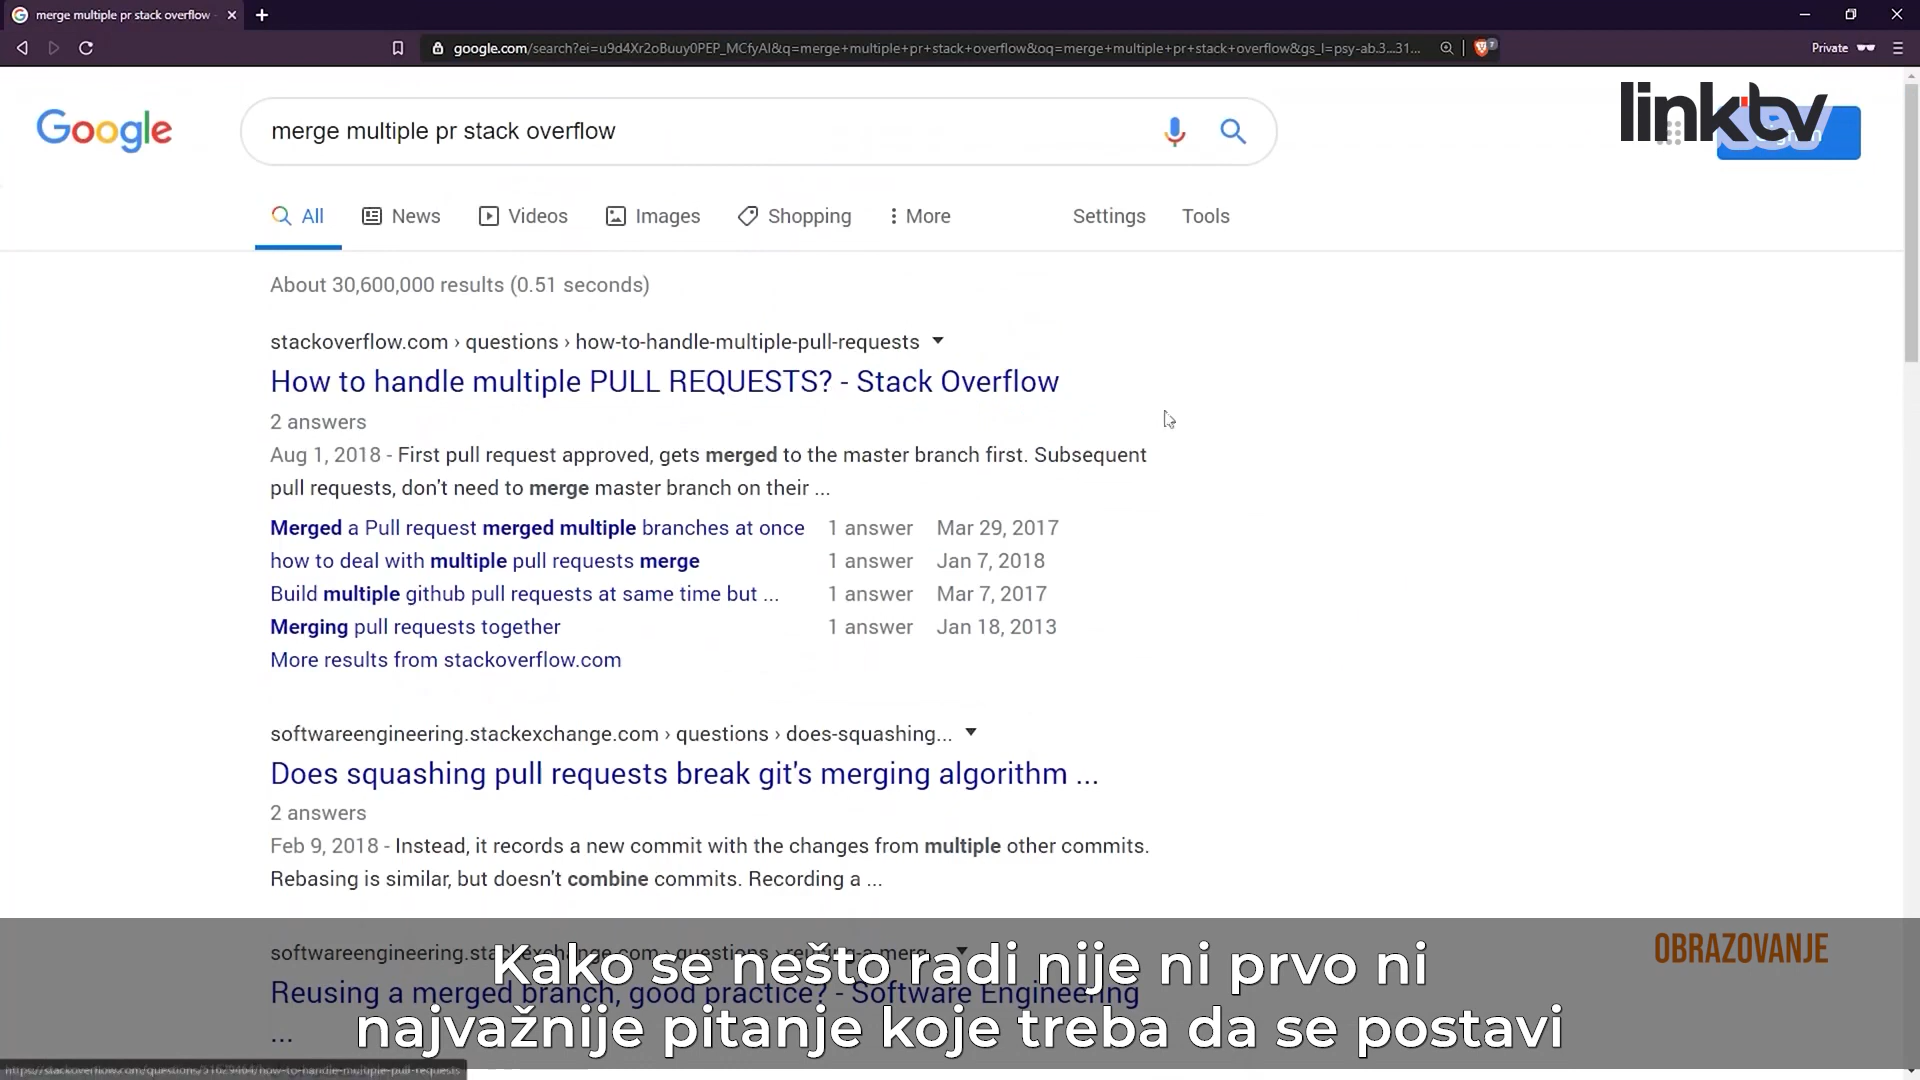 merge multiple pr stack overflow
google.com/search?ei=u9d4Xr2oBuuy0PEP_MCfyAI&q=merge+multiple+pr+stack+overflow&oq=merge+multiple+pr+stack+overflow&gs_l=psy-ab.3...31...
Private
Google
merge multiple pr stack overflow
linktv
All
News
Videos
Images
Shopping
More
Settings
Tools
About 30,600,000 results (0.51 seconds)
stackoverflow.com › questions › how-to-handle-multiple-pull-requests
How to handle multiple PULL REQUESTS? - Stack Overflow
2 answers
Aug 1, 2018 - First pull request approved, gets merged to the master branch first. Subsequent
pull requests, don't need to merge master branch on their ...
Merged a Pull request merged multiple branches at once 1 answer Mar 29, 2017
how to deal with multiple pull requests merge 1 answer Jan 7, 2018
Build multiple github pull requests at same time but ... 1 answer Mar 7, 2017
Merging pull requests together 1 answer Jan 18, 2013
More results from stackoverflow.com
softwareengineering.stackexchange.com › questions › does-squashing...
Does squashing pull requests break git's merging algorithm ...
2 answers
Feb 9, 2018 - Instead, it records a new commit with the changes from multiple other commits.
Rebasing is similar, but doesn't combine commits. Recording a ...
OBRAZOVANJE
Kako se nešto radi nije ni prvo ni
Reusing a merged branch, good practice? - Software Engineering
...
najvažnije pitanje koje treba da se postavi